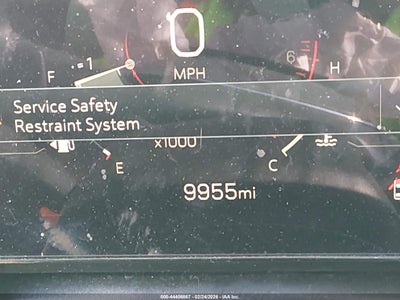 0
MPH
1
6
F
H
Service Safety
Restraint System
x1000
E
C
9955mi